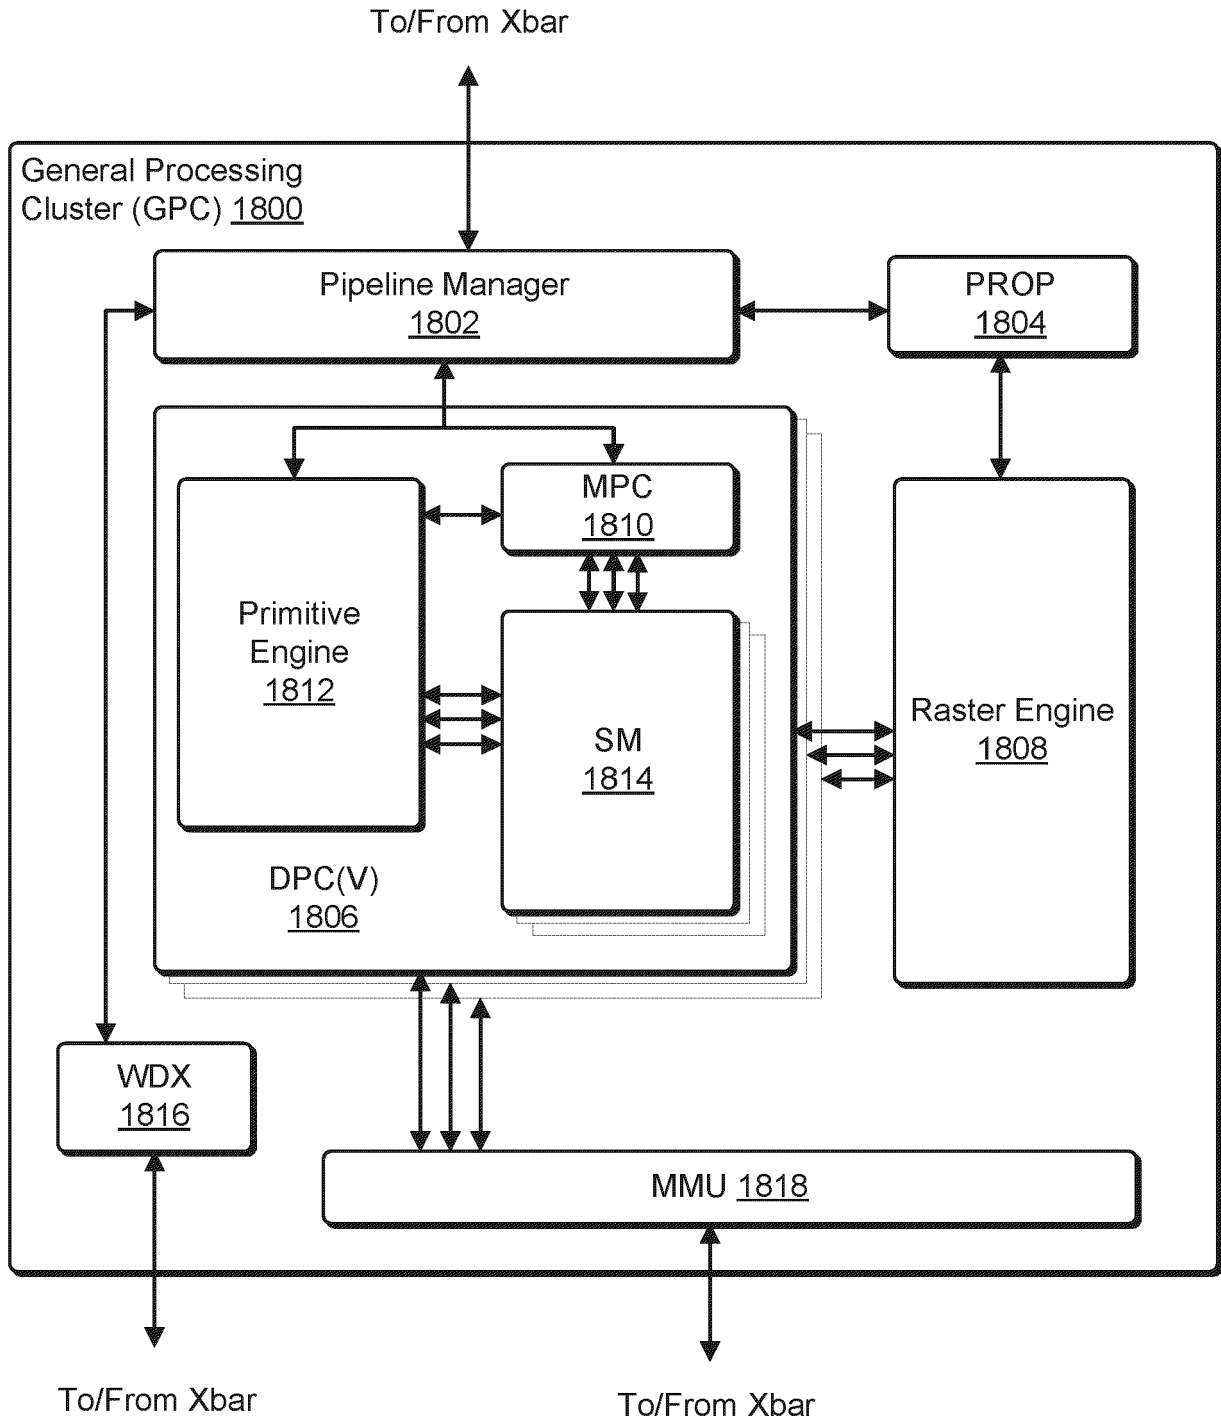 To/From Xbar
General Processing
Cluster (GPC) 1800
Pipeline Manager
1802
PROP
1804
MPC
1810
Primitive
Engine
1812
SM
1814
Raster Engine
1808
DPC(V)
1806
WDX
1816
MMU 1818
To/From Xbar
To/From Xbar